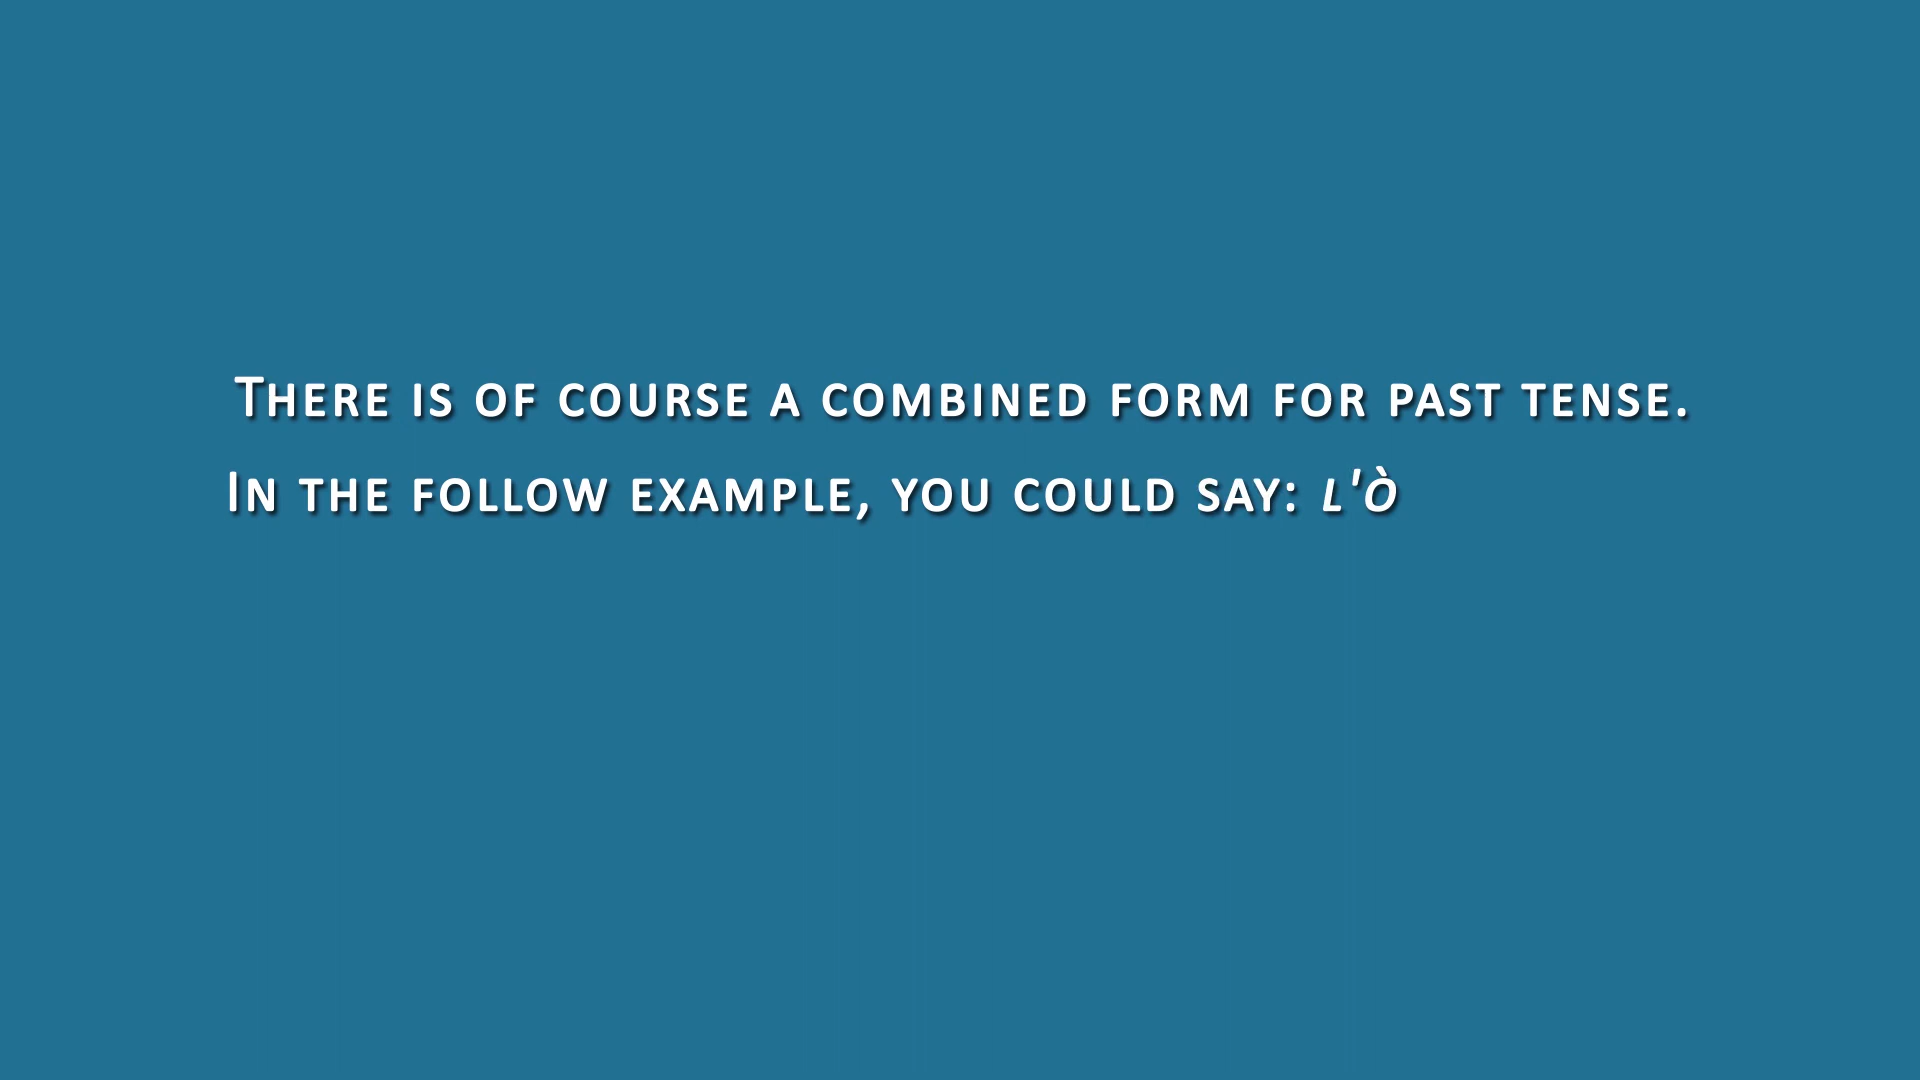 There is of course a combined form for past tense.
In the follow example, you could say: l'ò